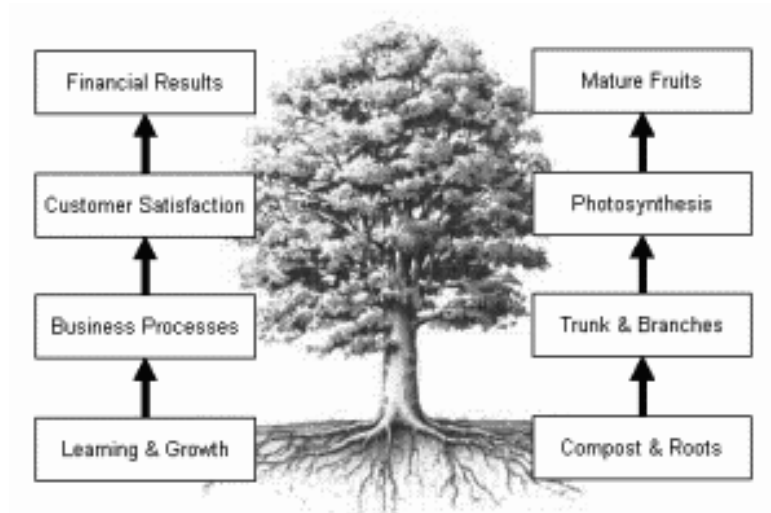 Financial Results
Mature Fruits
Customer Satisfaction
Photosynthesis
Business Processes
Trunk & Branches
Learning & Growth
Compost & Roots